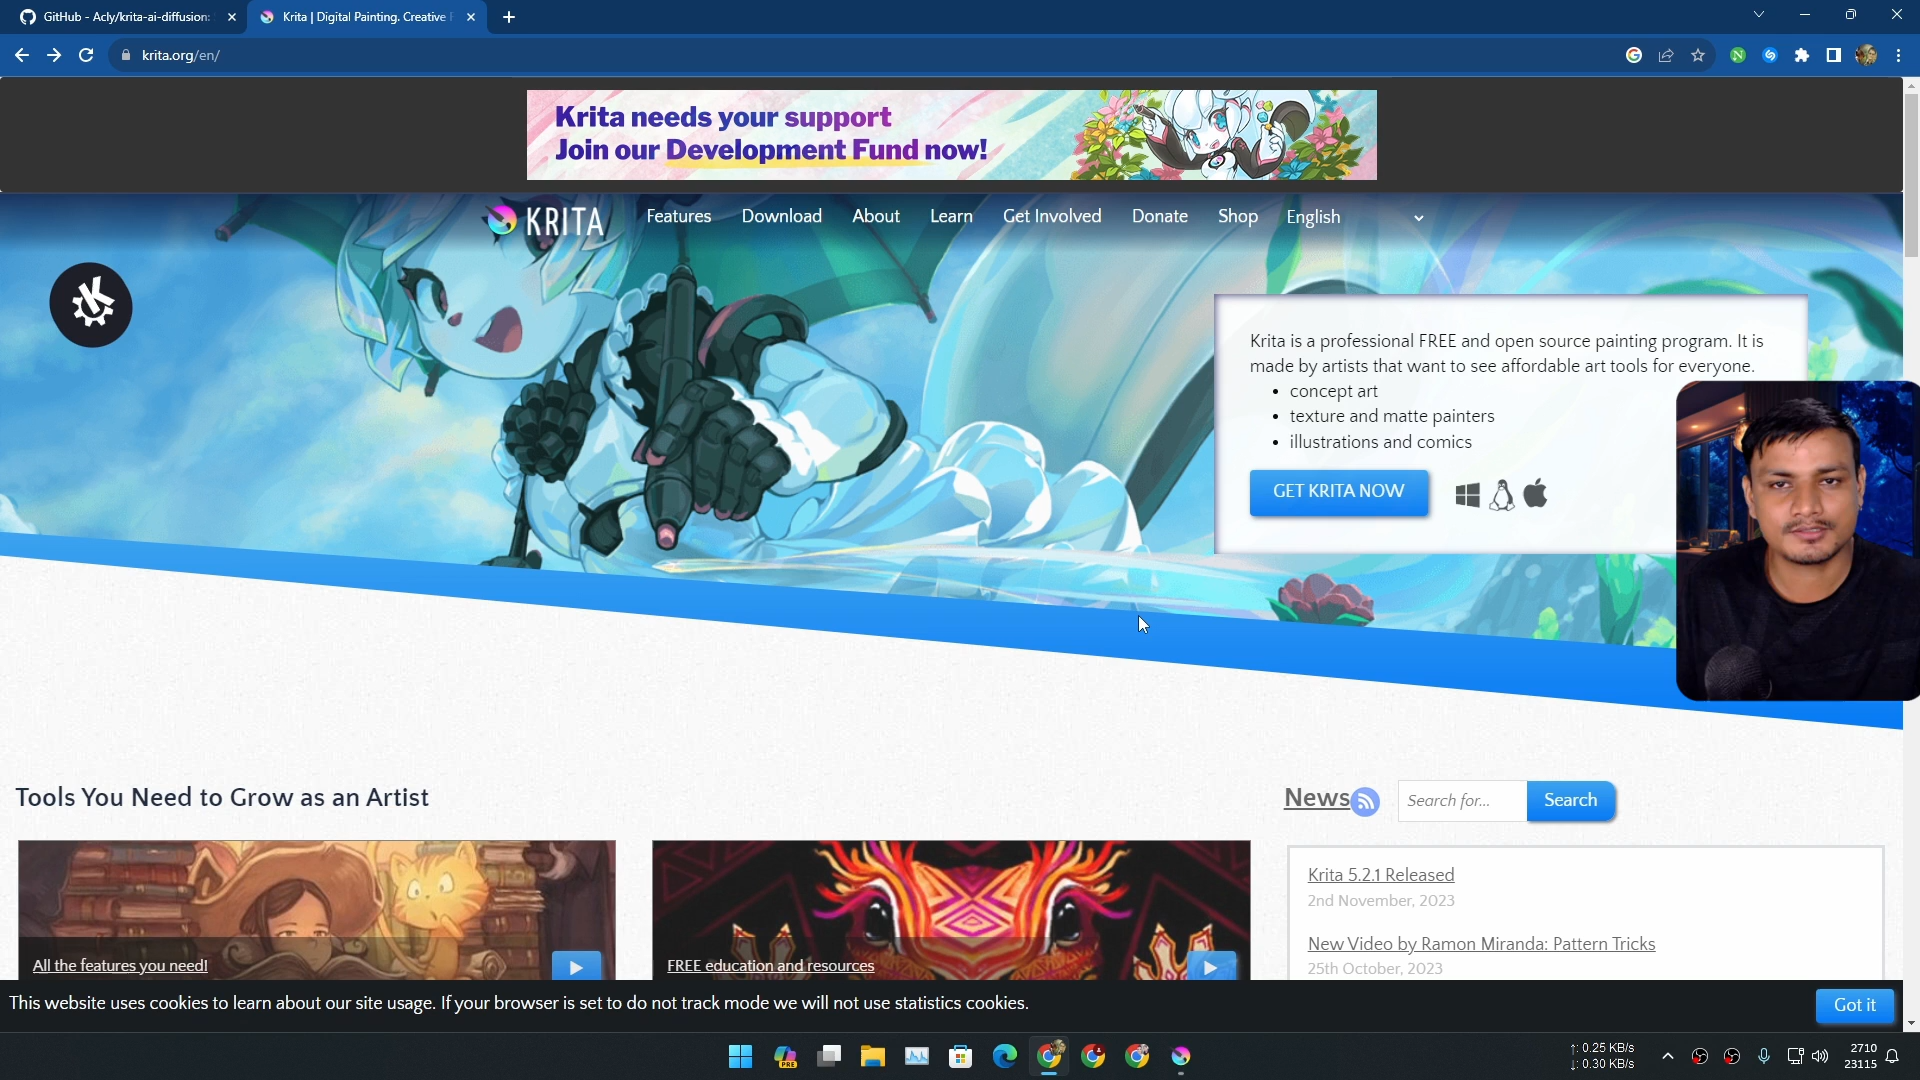 GitHub - Acly/krita-ai-diffusion:
Krita | Digital Painting. Creative F
krita.org/en/
Krita needs your support
Join our Development Fund now!
KRITA
Features
Download
About
Learn
Get Involved
Donate
Shop
English
Krita is a professional FREE and open source painting program. It is
made by artists that want to see affordable art tools for everyone.
• concept art
• texture and matte painters
• illustrations and comics
GET KRITA NOW
Tools You Need to Grow as an Artist
News
Search for...
Search
Krita 5.2.1 Released
2nd November, 2023
New Video by Ramon Miranda: Pattern Tricks
25th October, 2023
All the features you need!
FREE education and resources
This website uses cookies to learn about our site usage. If your browser is set to do not track mode we will not use statistics cookies.
Got it
PRE
↑: 0.25 KB/s
↓: 0.30 KB/s
2710
23115